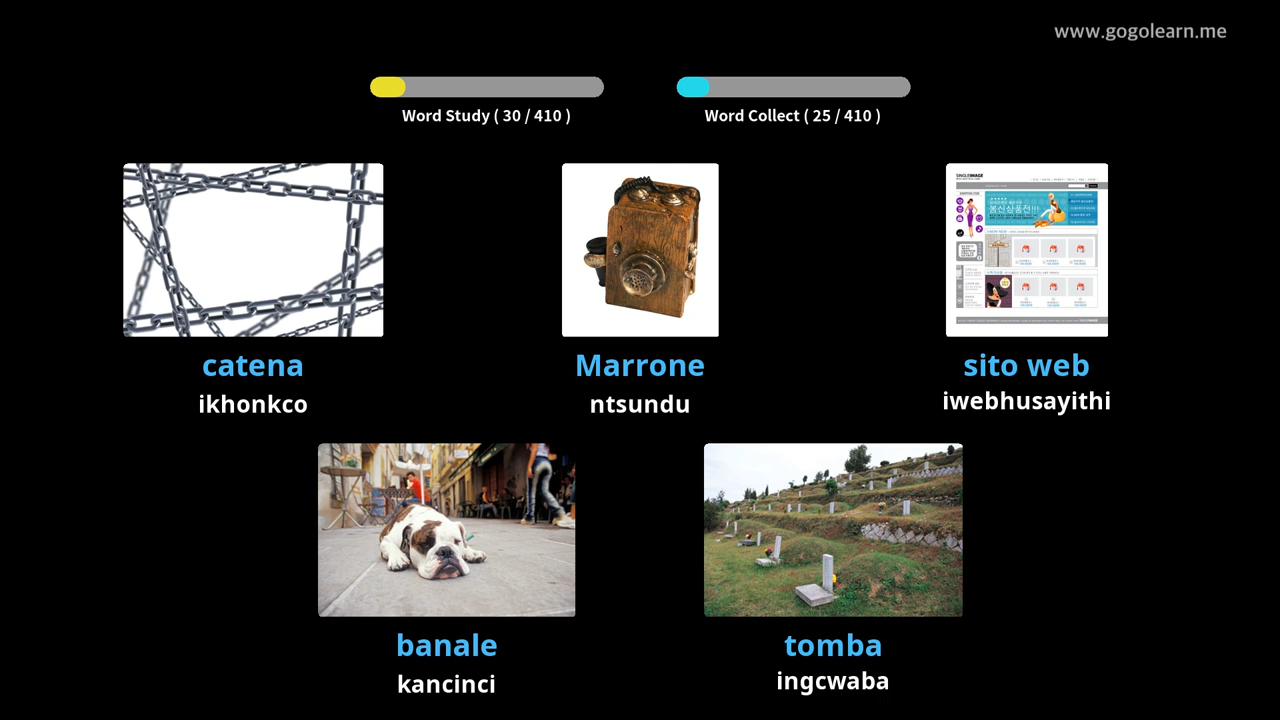 www.gogolearn.me
Word Study ( 30 / 410 )
Word Collect ( 25 / 410 )
SINGLEIMAGE
catena
Marrone
sito web
ikhonkco
ntsundu
iwebhusayithi
banale
tomba
kancinci
ingcwaba